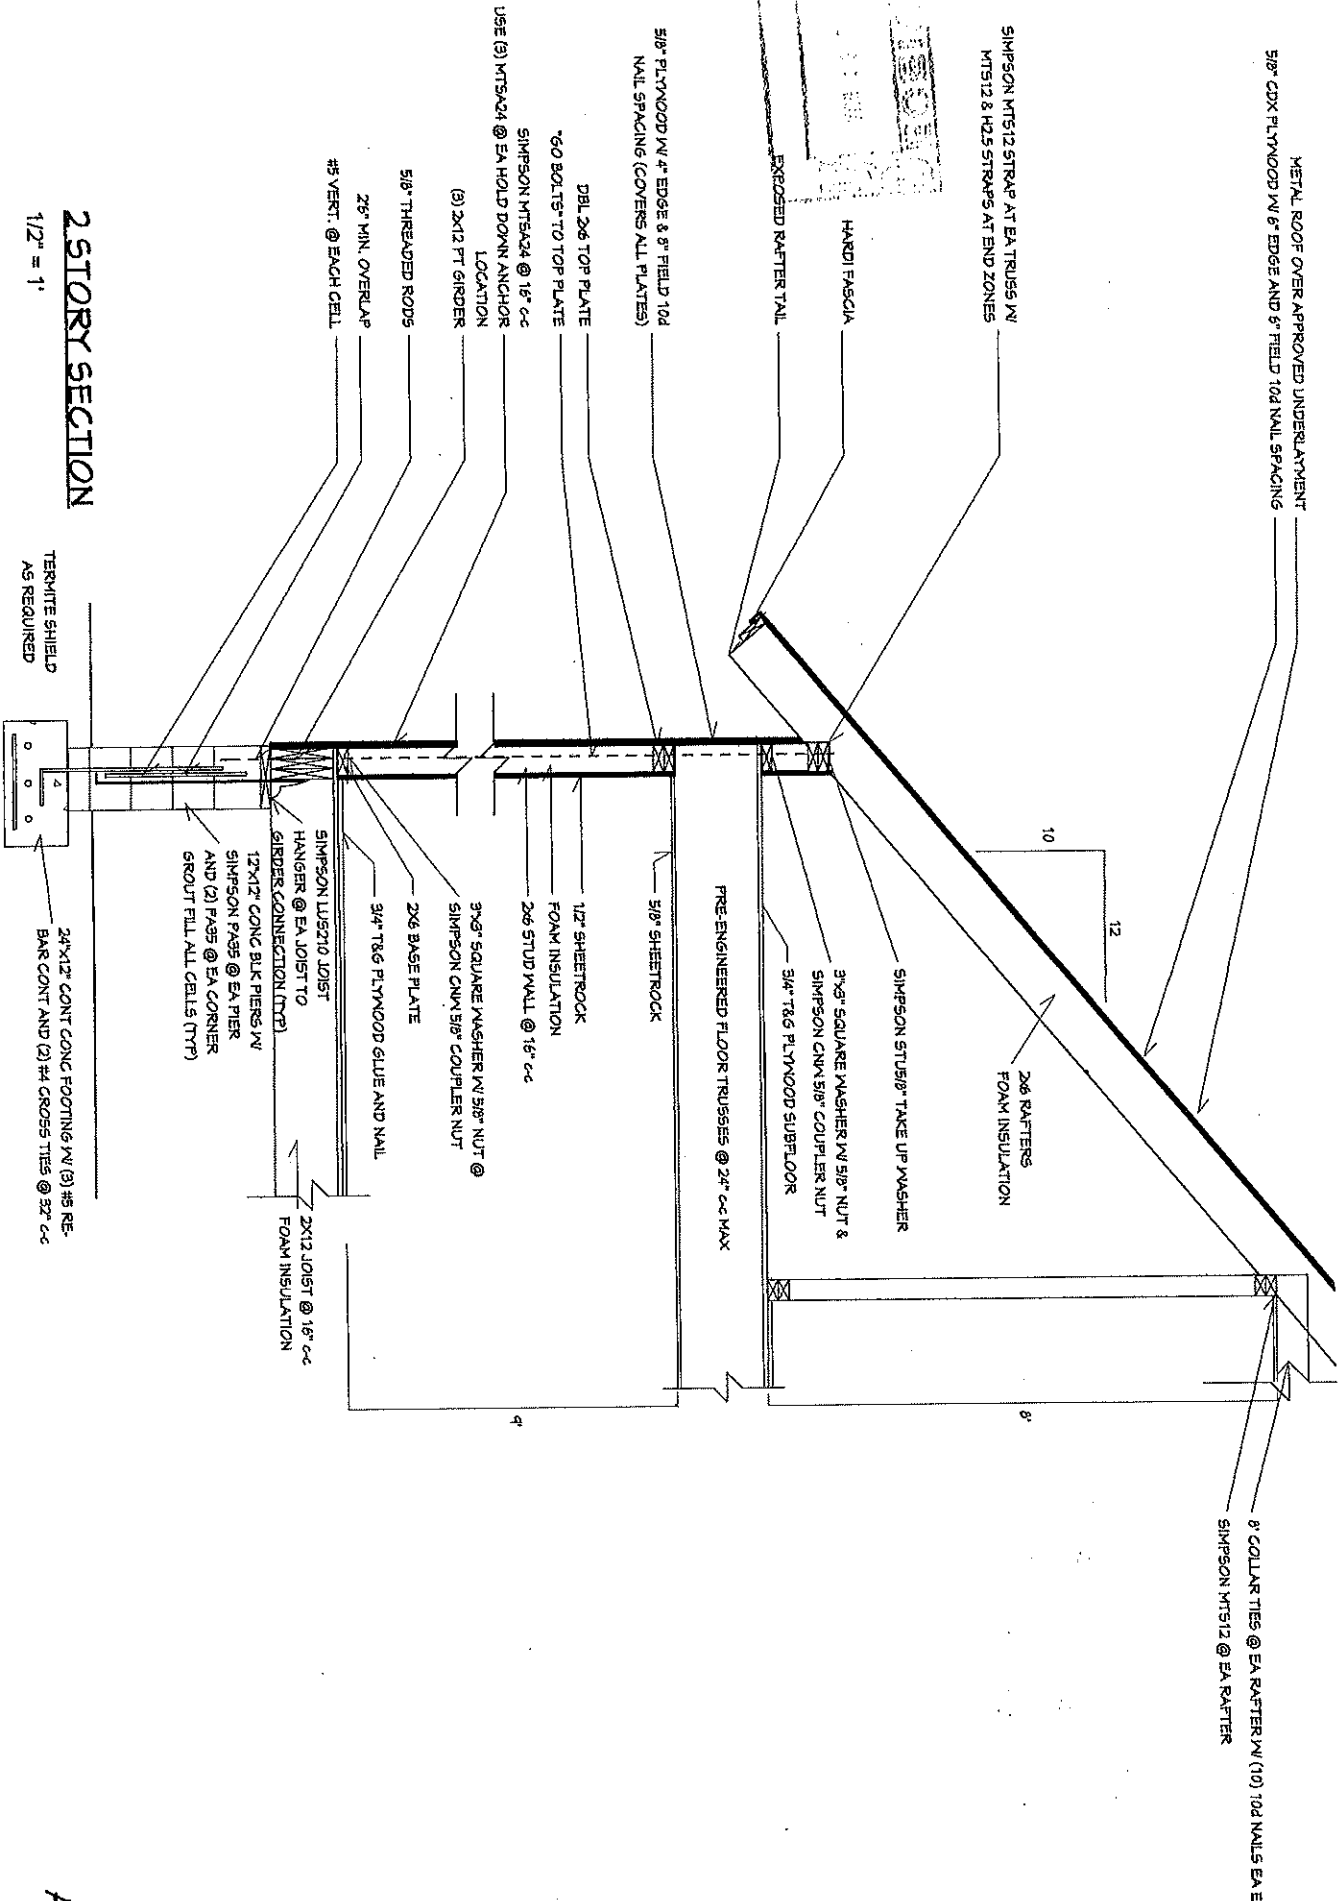 METAL ROOF OVER APPROVED UNDERLAYMENT
5/8" CDX PLYWOOD W/ 6" EDGE AND 6" FIELD 10d NAIL SPACING
SIMPSON MTS12 STRAP AT EA TRUSS W/
MTS12 & H2.5 STRAPS AT END ZONES
HARDI FASCIA
EXPOSED RAFTER TAIL
5/8" PLYWOOD W/ 4" EDGE & 8" FIELD 10d
NAIL SPACING (COVERS ALL PLATES)
DBL 2x6 TOP PLATE
"GO BOLTS" TO TOP PLATE
SIMPSON MTSA24 @ 16" c-c
USE (3) MTSA24 @ EA HOLD DOWN ANCHOR
LOCATION
(3) 2x12 PT GIRDER
5/8" THREADED RODS
25" MIN. OVERLAP
#5 VERT. @ EACH CELL
2 STORY SECTION
1/2" = 1'
10
12
2x6 RAFTERS
FOAM INSULATION
SIMPSON STU5/8" TAKE UP WASHER
3"x3" SQUARE WASHER W/ 5/8" NUT &
SIMPSON CNW 5/8" COUPLER NUT
3/4" T&G PLYWOOD SUBFLOOR
PRE-ENGINEERED FLOOR TRUSSES @ 24" c-c MAX
5/8" SHEETROCK
1/2" SHEETROCK
FOAM INSULATION
2x6 STUD WALL @ 16" c-c
3"x3" SQUARE WASHER W/ 5/8" NUT @
SIMPSON CNW 5/8" COUPLER NUT
2X6 BASE PLATE
3/4" T&G PLYWOOD GLUE AND NAIL
SIMPSON LUS210 JOIST
HANGER @ EA JOIST TO
GIRDER CONNECTION (TYP)
12"x12" CONC BLK PIERS W/
SIMPSON PA35 @ EA PIER
AND (2) PA35 @ EA CORNER
GROUT FILL ALL CELLS (TYP)
2X12 JOIST @ 16" c-c
FOAM INSULATION
TERMITE SHIELD
AS REQUIRED
24"x12" CONT CONC FOOTING W/ (3) #5 RE-
BAR CONT AND (2) #4 CROSS TIES @ 32" c-c
9'
8'
8' COLLAR TIES @ EA RAFTER W/ (10) 10d NAILS EA E
SIMPSON MTS12 @ EA RAFTER